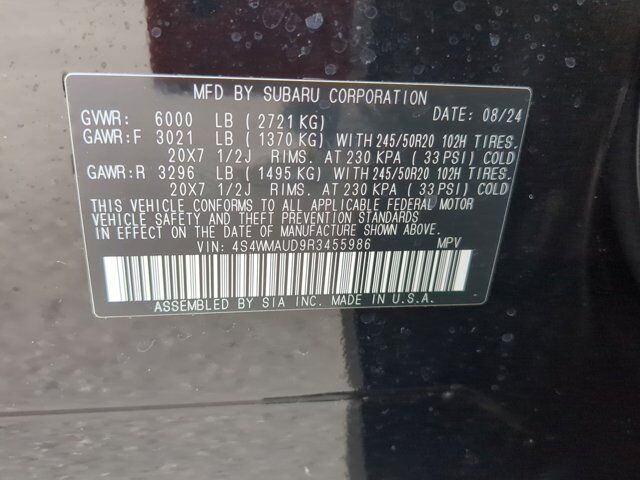 MFD BY SUBARU CORPORATION
GVWR: 6000 LB ( 2721 KG) DATE: 08/24
GAWR:F 3021 LB ( 1370 KG) WITH 245/50R20 102H TIRES.
20X7 1/2J RIMS. AT 230 KPA ( 33 PSI) COLD
GAWR:R 3296 LB ( 1495 KG) WITH 245/50R20 102H TIRES.
20X7 1/2J RIMS. AT 230 KPA ( 33 PSI) COLD
THIS VEHICLE CONFORMS TO ALL APPLICABLE FEDERAL MOTOR
VEHICLE SAFETY AND THEFT PREVENTION STANDARDS
IN EFFECT ON THE DATE OF MANUFACTURE SHOWN ABOVE.
VIN: 4S4WMAUD9R3455986 MPV
ASSEMBLED BY SIA INC. MADE IN U.S.A.